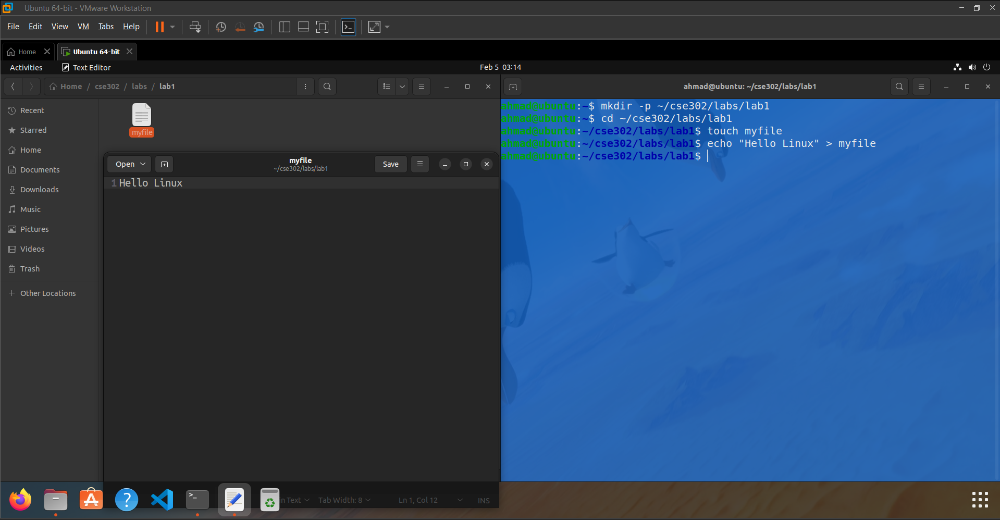 Ubuntu 64-bit - VMware Workstation
File Edit View VM Tabs Help
Home
Ubuntu 64-bit
Activities
Text Editor
Feb 5 03:14
Home / cse302 / labs / lab1
ahmad@ubuntu: ~/cse302/labs/lab1
Recent
Starred
Home
Documents
Downloads
Music
Pictures
Videos
Trash
Other Locations
myfile
Open
myfile
~/cse302/labs/lab1
Save
1 Hello Linux
ahmad@ubuntu:~$ mkdir -p ~/cse302/labs/lab1
ahmad@ubuntu:~$ cd ~/cse302/labs/lab1
ahmad@ubuntu:~/cse302/labs/lab1$ touch myfile
ahmad@ubuntu:~/cse302/labs/lab1$ echo "Hello Linux" > myfile
ahmad@ubuntu:~/cse302/labs/lab1$
in Text
Tab Width: 8
Ln 1, Col 12
INS